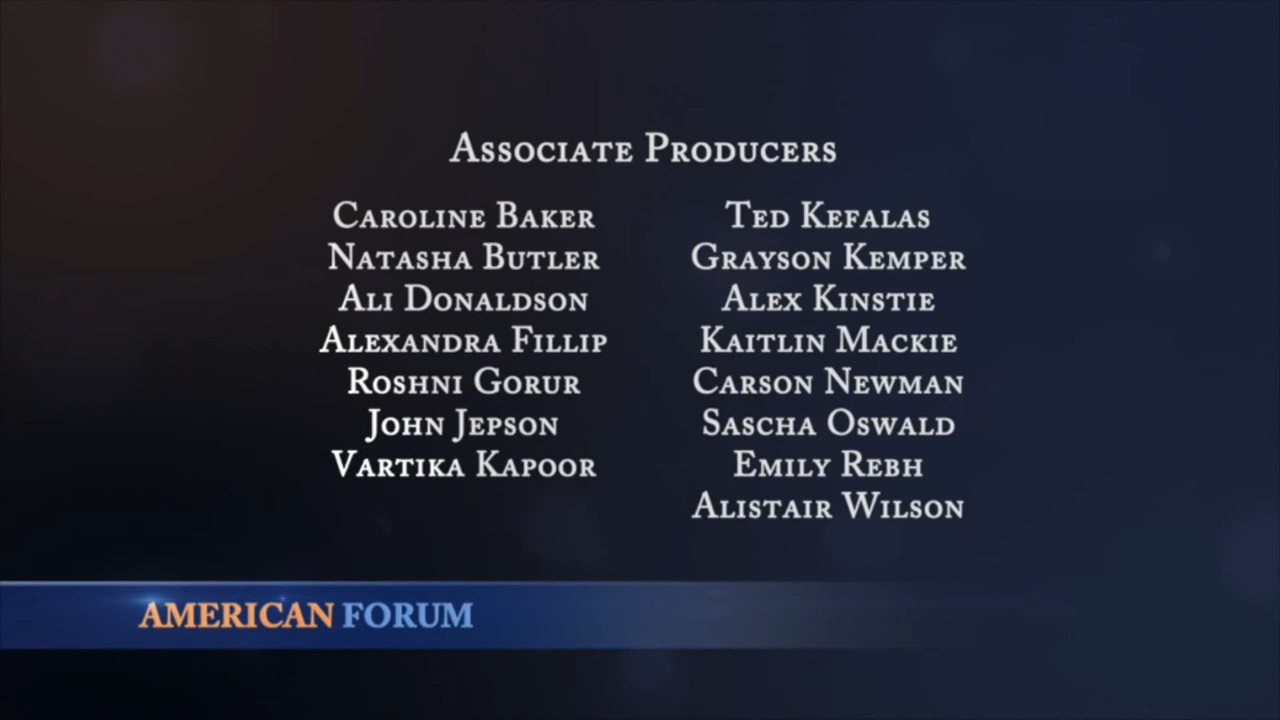 Associate Producers
Caroline Baker
Natasha Butler
Ali Donaldson
Alexandra Fillip
Roshni Gorur
John Jepson
Vartika Kapoor
Ted Kefalas
Grayson Kemper
Alex Kinstie
Kaitlin Mackie
Carson Newman
Sascha Oswald
Emily Rebh
Alistair Wilson
AMERICAN FORUM